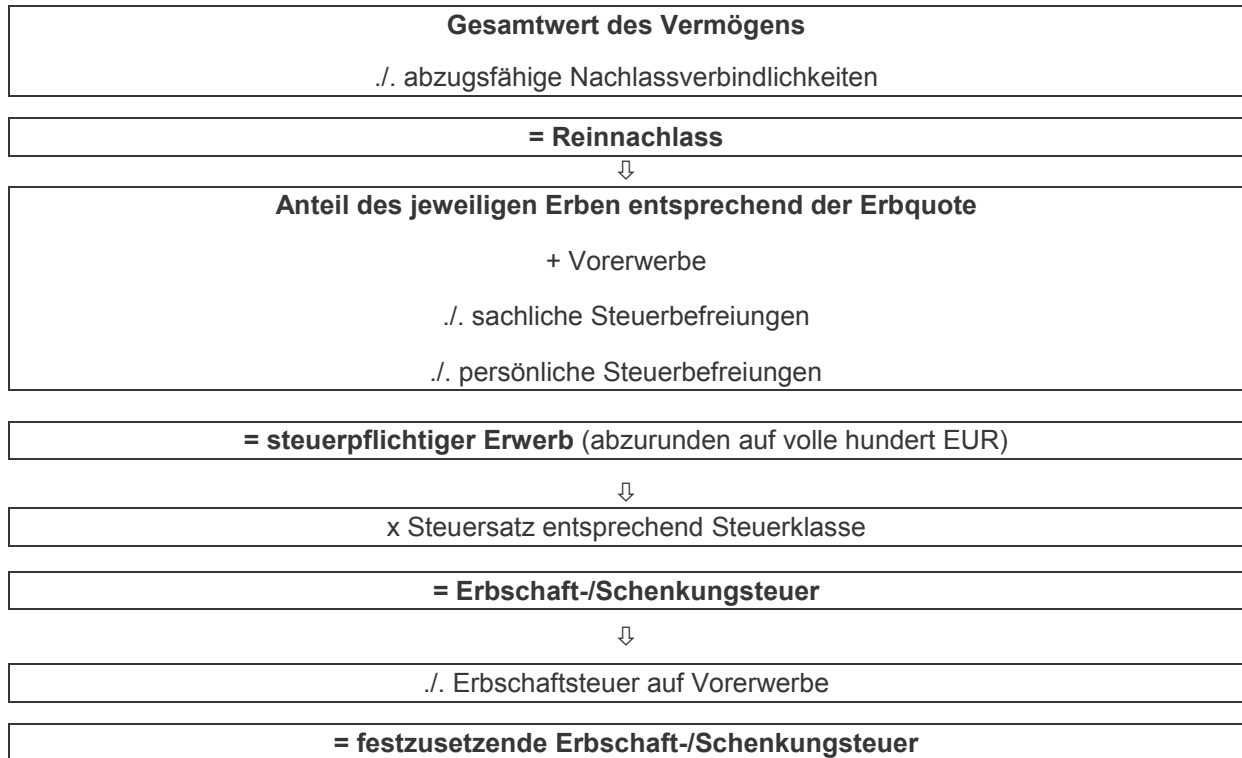 Gesamtwert des Vermögens
./. abzugsfähige Nachlassverbindlichkeiten
= Reinnachlass
⇩
Anteil des jeweiligen Erben entsprechend der Erbquote
+ Vorerwerbe
./. sachliche Steuerbefreiungen
./. persönliche Steuerbefreiungen
= steuerpflichtiger Erwerb (abzurunden auf volle hundert EUR)
⇩
x Steuersatz entsprechend Steuerklasse
= Erbschaft-/Schenkungsteuer
⇩
./. Erbschaftsteuer auf Vorerwerbe
= festzusetzende Erbschaft-/Schenkungsteuer